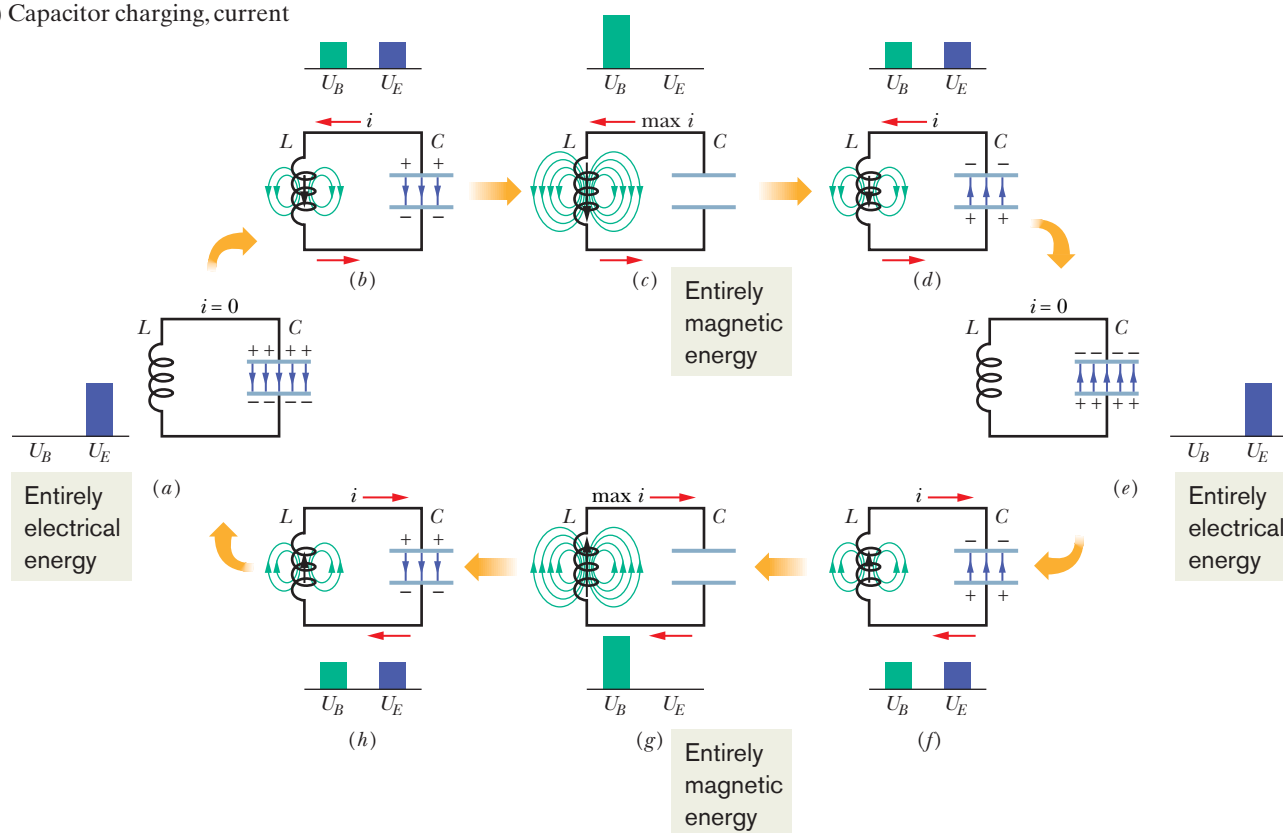 ) Capacitor charging, current
U_B U_E
U_B U_E
U_B U_E
i
L C
+ +
− −
(b)
max i
L C
(c)
Entirely
magnetic
energy
i
L C
− −
+ +
(d)
i = 0
L C
+ + + +
− − − −
U_B U_E
(a)
Entirely
electrical
energy
i = 0
L C
− − − −
+ + + +
U_B U_E
(e)
Entirely
electrical
energy
i
L C
+ +
− −
U_B U_E
(h)
max i
L C
U_B U_E
(g)
Entirely
magnetic
energy
i
L C
− −
+ +
U_B U_E
(f)